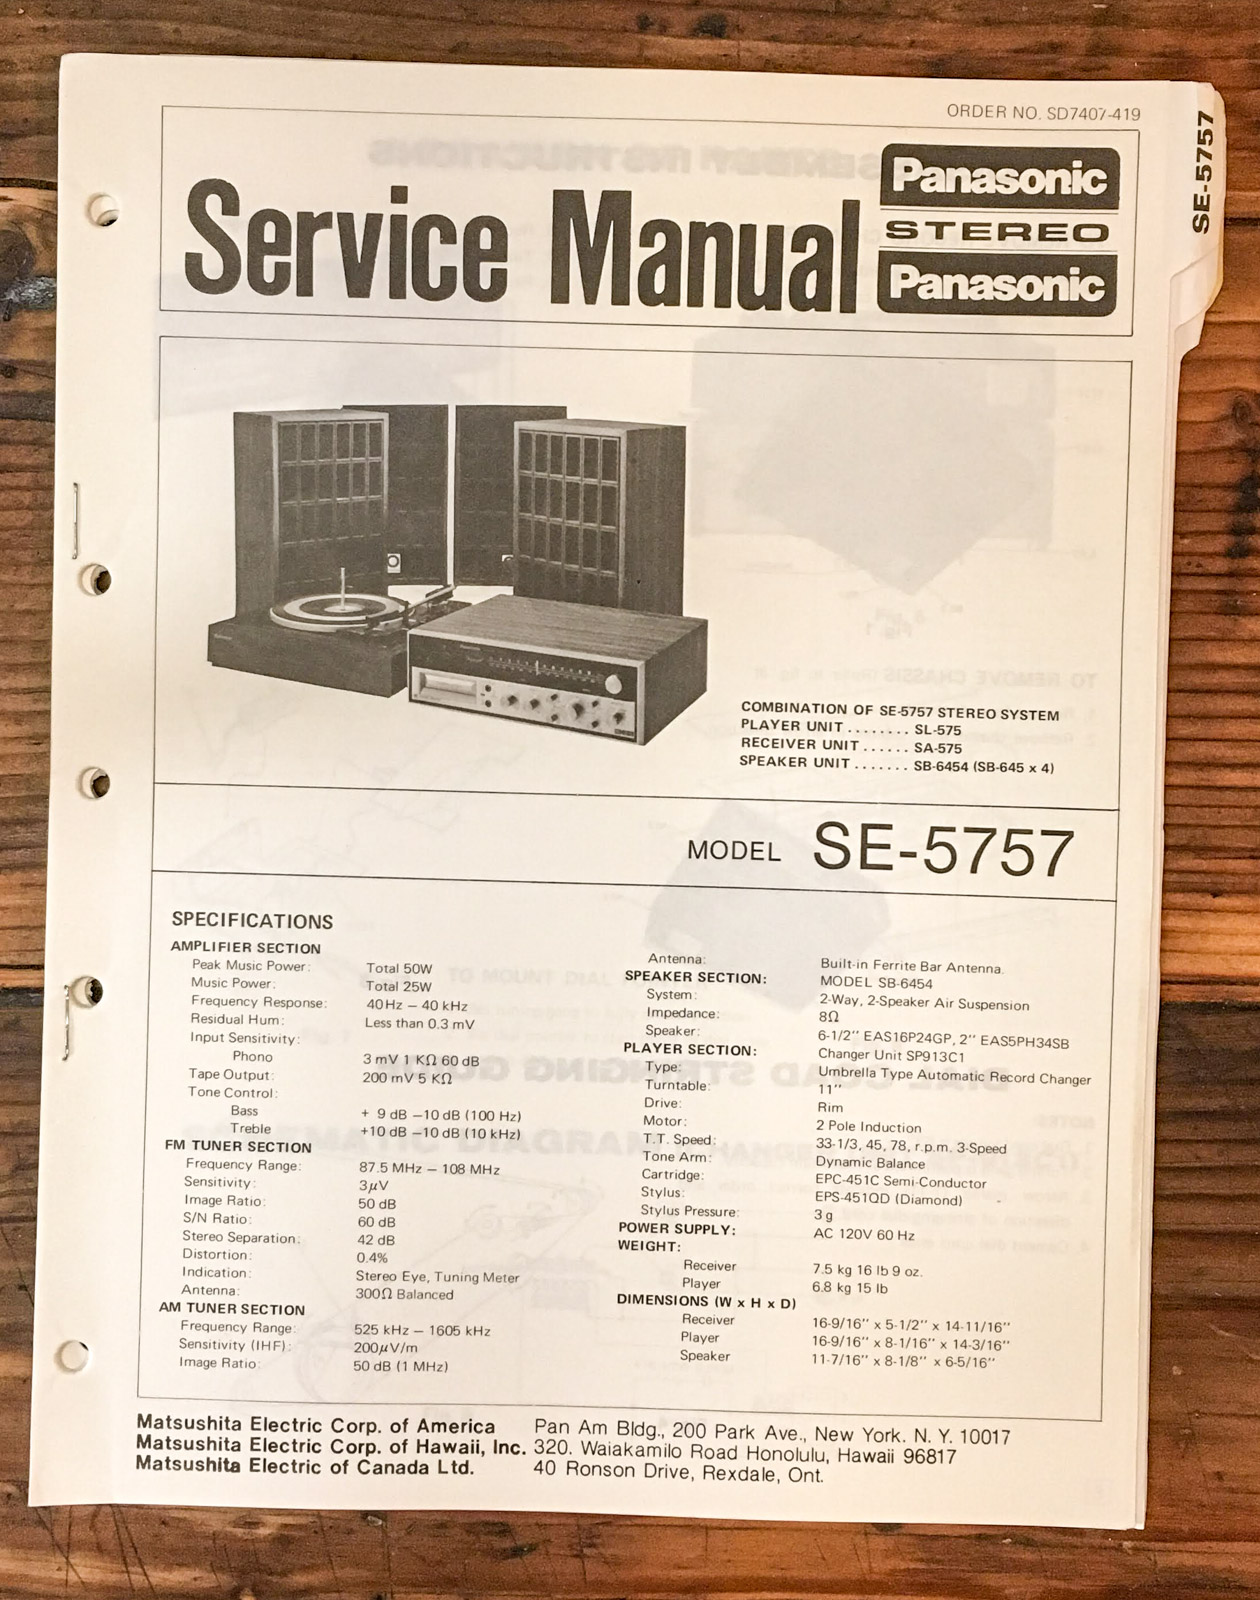 ORDER NO. SD7407-419
SE-5757
Service Manual
Panasonic
STEREO
Panasonic
COMBINATION OF SE-5757 STEREO SYSTEM
PLAYER UNIT ........ SL-575
RECEIVER UNIT ...... SA-575
SPEAKER UNIT ....... SB-6454 (SB-645 x 4)
MODEL SE-5757
SPECIFICATIONS
AMPLIFIER SECTION
Peak Music Power: Total 50W
Music Power: Total 25W
Frequency Response: 40 Hz – 40 kHz
Residual Hum: Less than 0.3 mV
Input Sensitivity:
Phono 3 mV 1 KΩ 60 dB
Tape Output: 200 mV 5 KΩ
Tone Control:
Bass + 9 dB –10 dB (100 Hz)
Treble +10 dB –10 dB (10 kHz)
FM TUNER SECTION
Frequency Range: 87.5 MHz – 108 MHz
Sensitivity: 3μV
Image Ratio: 50 dB
S/N Ratio: 60 dB
Stereo Separation: 42 dB
Distortion: 0.4%
Indication: Stereo Eye, Tuning Meter
Antenna: 300Ω Balanced
AM TUNER SECTION
Frequency Range: 525 kHz – 1605 kHz
Sensitivity (IHF): 200μV/m
Image Ratio: 50 dB (1 MHz)
Antenna: Built-in Ferrite Bar Antenna.
SPEAKER SECTION: MODEL SB-6454
System: 2-Way, 2-Speaker Air Suspension
Impedance: 8Ω
Speaker: 6-1/2" EAS16P24GP, 2" EAS5PH34SB
PLAYER SECTION: Changer Unit SP913C1
Type: Umbrella Type Automatic Record Changer
Turntable: 11"
Drive: Rim
Motor: 2 Pole Induction
T.T. Speed: 33-1/3, 45, 78, r.p.m. 3-Speed
Tone Arm: Dynamic Balance
Cartridge: EPC-451C Semi-Conductor
Stylus: EPS-451QD (Diamond)
Stylus Pressure: 3 g
POWER SUPPLY: AC 120V 60 Hz
WEIGHT:
Receiver 7.5 kg 16 lb 9 oz.
Player 6.8 kg 15 lb
DIMENSIONS (W x H x D)
Receiver 16-9/16" x 5-1/2" x 14-11/16"
Player 16-9/16" x 8-1/16" x 14-3/16"
Speaker 11-7/16" x 8-1/8" x 6-5/16"
Matsushita Electric Corp. of America Pan Am Bldg., 200 Park Ave., New York. N. Y. 10017
Matsushita Electric Corp. of Hawaii, Inc. 320. Waiakamilo Road Honolulu, Hawaii 96817
Matsushita Electric of Canada Ltd. 40 Ronson Drive, Rexdale, Ont.